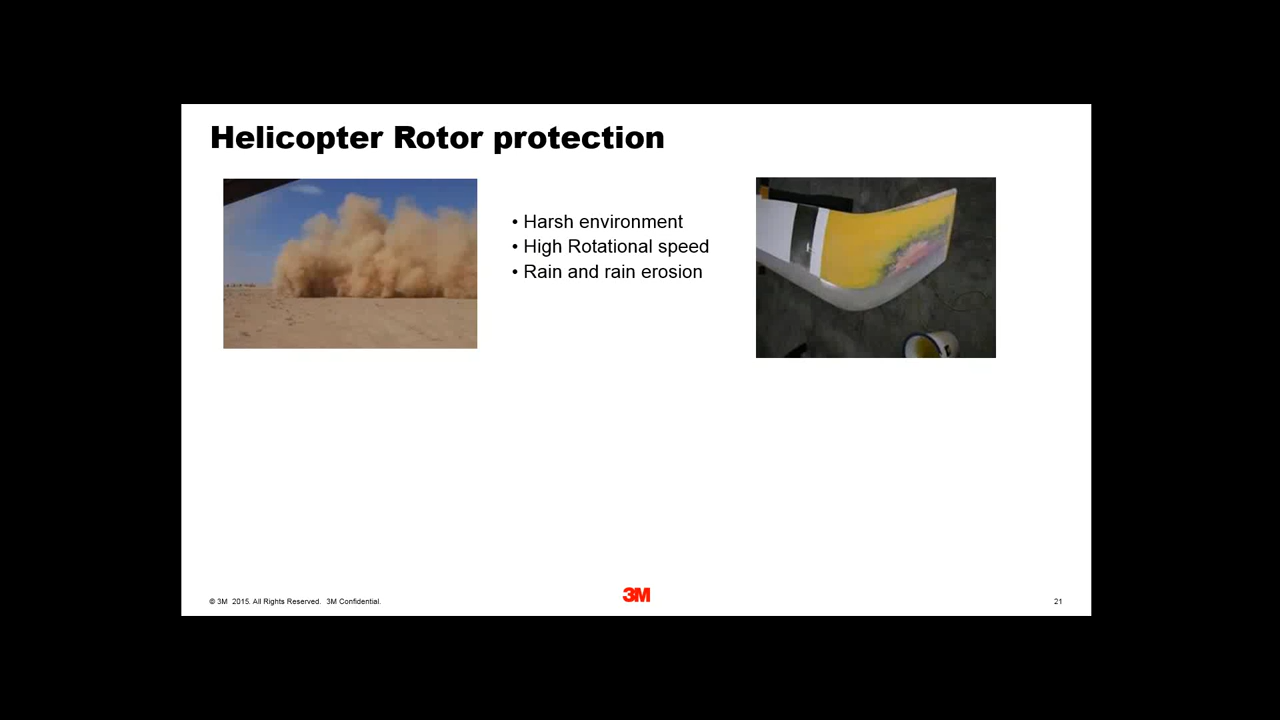 Helicopter Rotor protection
• Harsh environment
• High Rotational speed
• Rain and rain erosion
© 3M 2015. All Rights Reserved. 3M Confidential.
3M
21